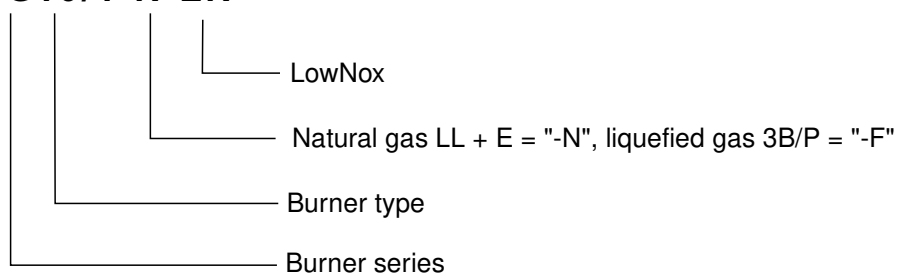 LowNox
Natural gas LL + E = "-N", liquefied gas 3B/P = "-F"
Burner type
Burner series